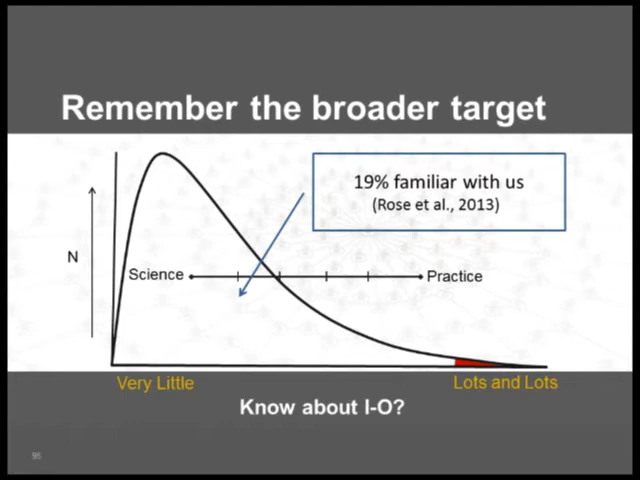 Remember the broader target
19% familiar with us
(Rose et al., 2013)
N
Science
Practice
Very Little
Lots and Lots
Know about I-O?